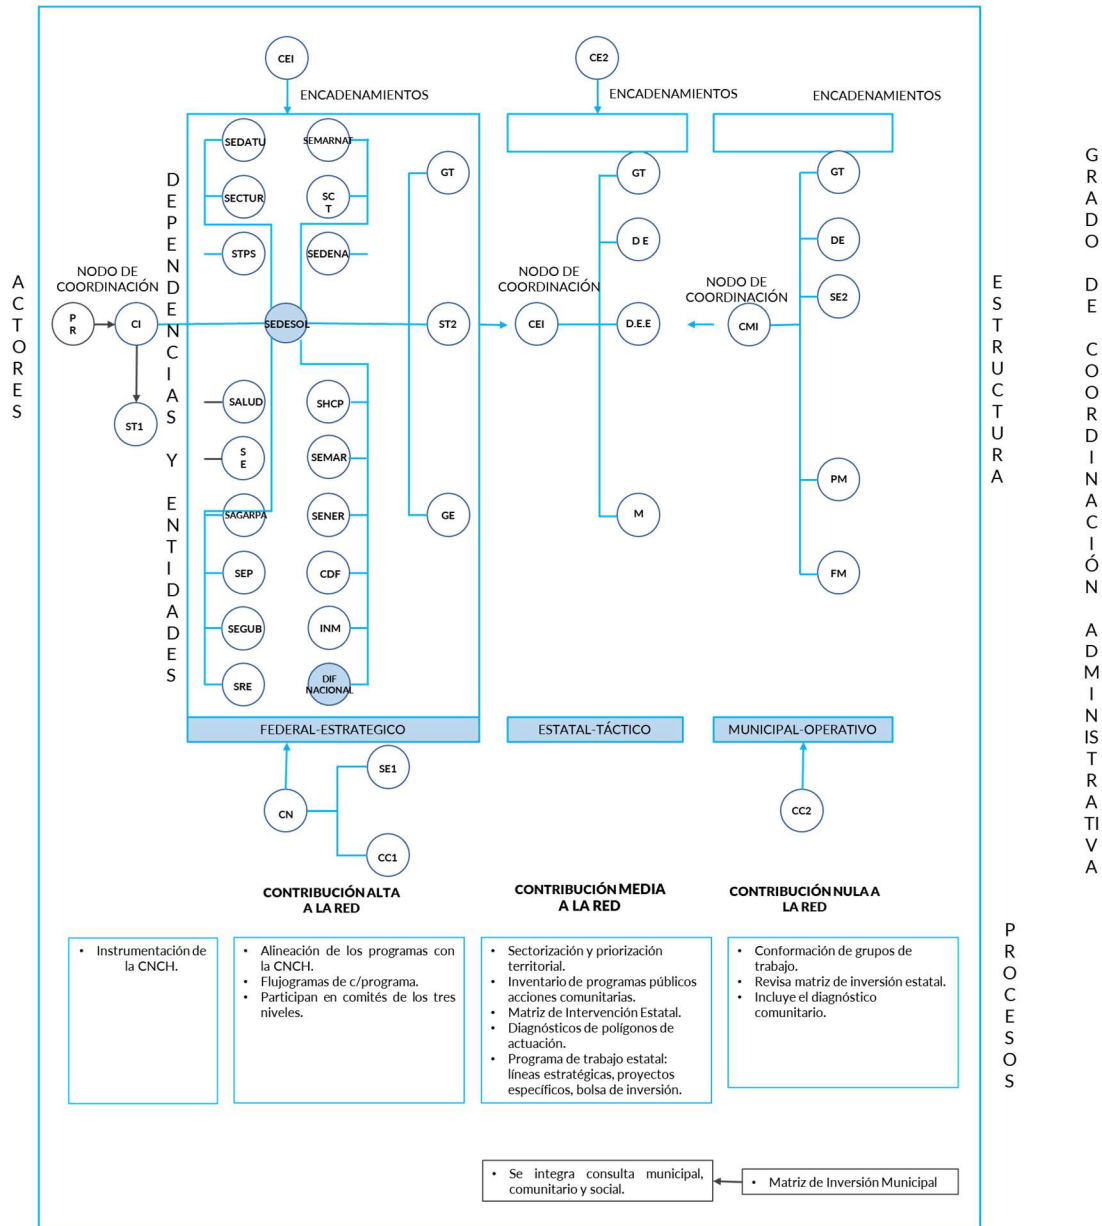 CEI
CE2
ENCADENAMIENTOS
ENCADENAMIENTOS
ENCADENAMIENTOS
ACTORES
DEPENDENCIAS Y ENTIDADES
SEDATU
SEMARNAT
SECTUR
SC
T
STPS
SEDENA
GT
GT
GT
D E
DE
NODO DE
COORDINACIÓN
NODO DE
COORDINACIÓN
NODO DE
COORDINACIÓN
SE2
P
R
CI
SEDESOL
ST2
CEI
D.E.E
CMI
ST1
SALUD
SHCP
S
E
SEMAR
SAGARPA
SENER
GE
M
PM
SEP
CDF
FM
SEGUB
INM
SRE
DIF
NACIONAL
ESTRUCTURA
GRADO DE COORDINACIÓN ADMINISTRATIVA
FEDERAL-ESTRATEGICO
ESTATAL-TÁCTICO
MUNICIPAL-OPERATIVO
SE1
CN
CC1
CC2
CONTRIBUCIÓN ALTA
A LA RED
CONTRIBUCIÓN MEDIA
A LA RED
CONTRIBUCIÓN NULA A
LA RED
PROCESOS
• Instrumentación de
la CNCH.
• Alineación de los programas con
la CNCH.
• Flujogramas de c/programa.
• Participan en comités de los tres
niveles.
• Sectorización y priorización
territorial.
• Inventario de programas públicos
acciones comunitarias.
• Matriz de Intervención Estatal.
• Diagnósticos de polígonos de
actuación.
• Programa de trabajo estatal:
líneas estratégicas, proyectos
específicos, bolsa de inversión.
• Conformación de grupos de
trabajo.
• Revisa matriz de inversión estatal.
• Incluye el diagnóstico
comunitario.
• Se integra consulta municipal,
comunitario y social.
• Matriz de Inversión Municipal